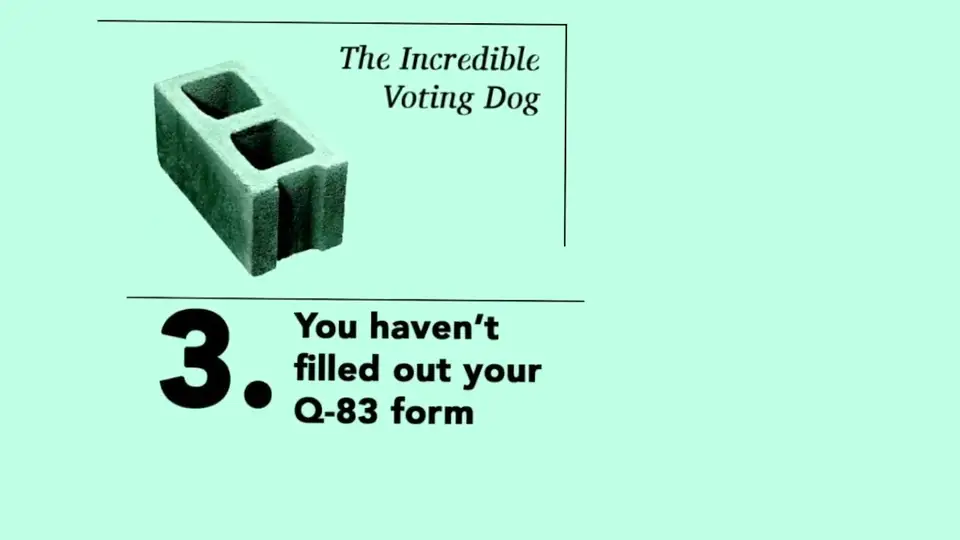 The Incredible
Voting Dog
3. You haven’t
filled out your
Q-83 form